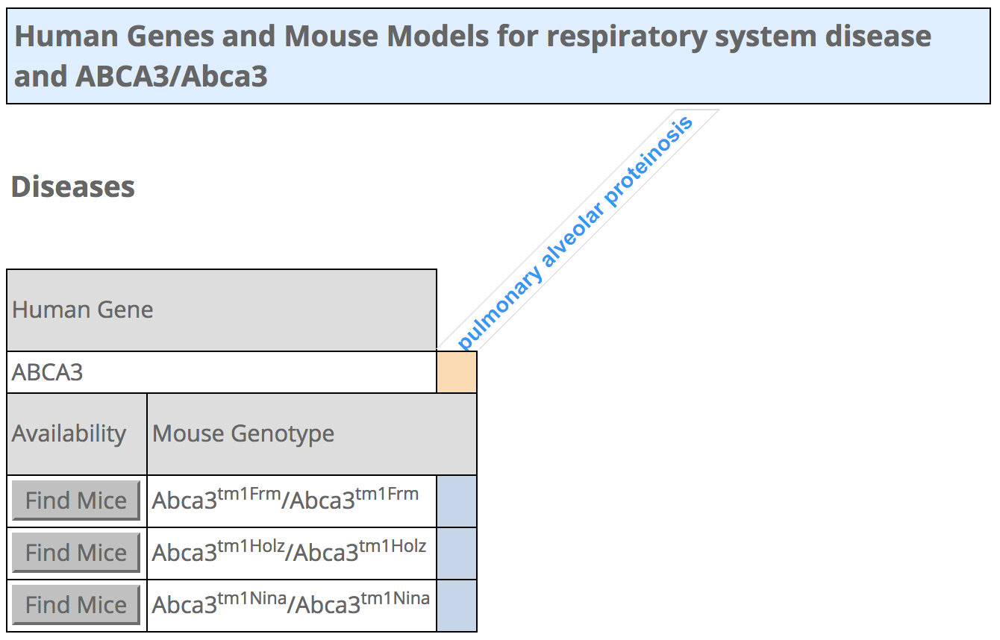 Human Genes and Mouse Models for respiratory system disease
and ABCA3/Abca3
pulmonary alveolar proteinosis
Diseases
Human Gene
ABCA3
Availability Mouse Genotype
Find Mice Abca3tm1Frm/Abca3tm1Frm
Find Mice Abca3tm1Holz/Abca3tm1Holz
Find Mice Abca3tm1Nina/Abca3tm1Nina